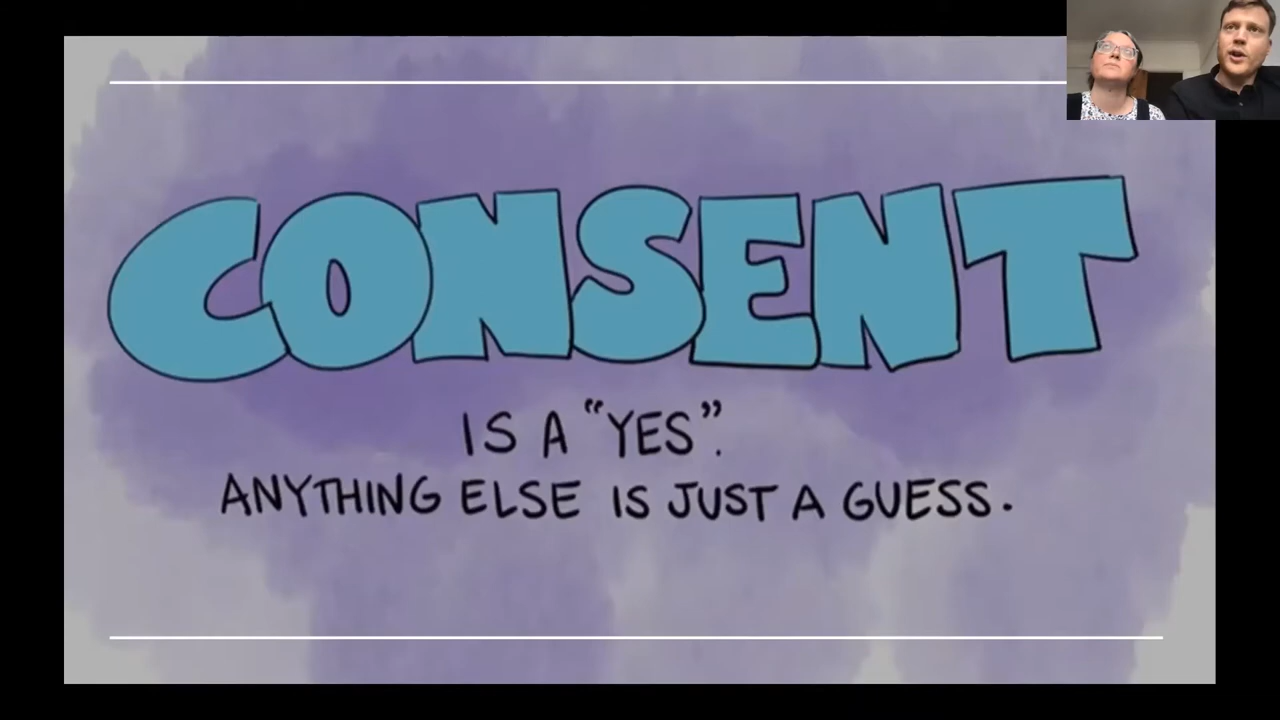 CONSENT
IS A “YES”.
ANYTHING ELSE IS JUST A GUESS.